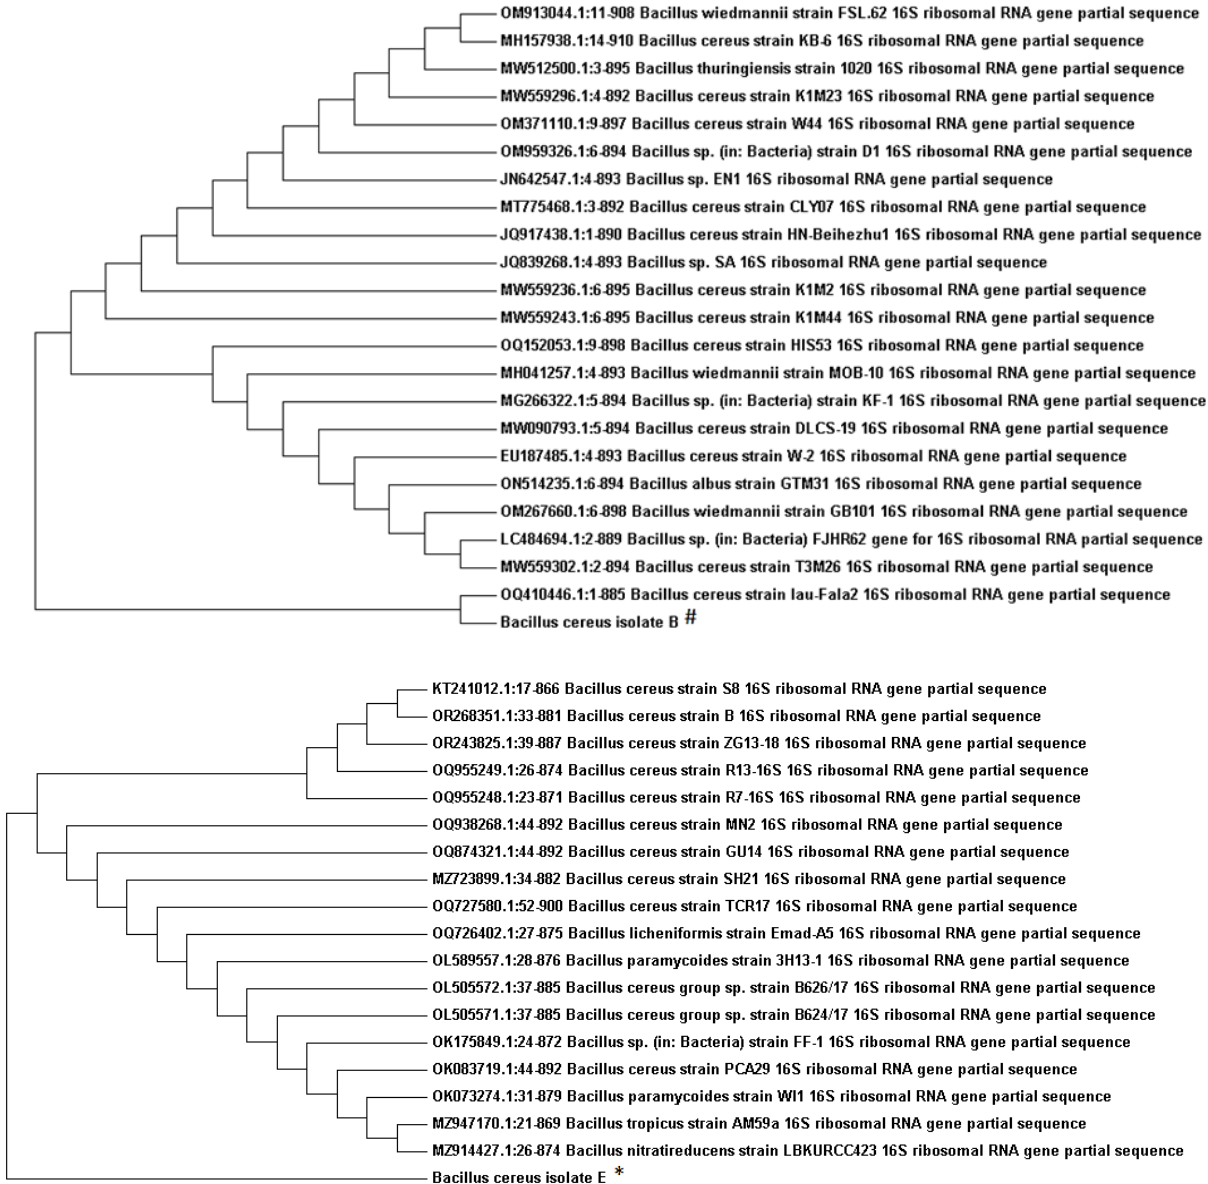 OM913044.1:11-908 Bacillus wiedmannii strain FSL.62 16S ribosomal RNA gene partial sequence
MH157938.1:14-910 Bacillus cereus strain KB-6 16S ribosomal RNA gene partial sequence
MW512500.1:3-895 Bacillus thuringiensis strain 1020 16S ribosomal RNA gene partial sequence
MW559296.1:4-892 Bacillus cereus strain K1M23 16S ribosomal RNA gene partial sequence
OM371110.1:9-897 Bacillus cereus strain W44 16S ribosomal RNA gene partial sequence
OM959326.1:6-894 Bacillus sp. (in: Bacteria) strain D1 16S ribosomal RNA gene partial sequence
JN642547.1:4-893 Bacillus sp. EN1 16S ribosomal RNA gene partial sequence
MT775468.1:3-892 Bacillus cereus strain CLY07 16S ribosomal RNA gene partial sequence
JQ917438.1:1-890 Bacillus cereus strain HN-Beihezhu1 16S ribosomal RNA gene partial sequence
JQ839268.1:4-893 Bacillus sp. SA 16S ribosomal RNA gene partial sequence
MW559236.1:6-895 Bacillus cereus strain K1M2 16S ribosomal RNA gene partial sequence
MW559243.1:6-895 Bacillus cereus strain K1M44 16S ribosomal RNA gene partial sequence
OQ152053.1:9-898 Bacillus cereus strain HIS53 16S ribosomal RNA gene partial sequence
MH041257.1:4-893 Bacillus wiedmannii strain MOB-10 16S ribosomal RNA gene partial sequence
MG266322.1:5-894 Bacillus sp. (in: Bacteria) strain KF-1 16S ribosomal RNA gene partial sequence
MW090793.1:5-894 Bacillus cereus strain DLCS-19 16S ribosomal RNA gene partial sequence
EU187485.1:4-893 Bacillus cereus strain W-2 16S ribosomal RNA gene partial sequence
ON514235.1:6-894 Bacillus albus strain GTM31 16S ribosomal RNA gene partial sequence
OM267660.1:6-898 Bacillus wiedmannii strain GB101 16S ribosomal RNA gene partial sequence
LC484694.1:2-889 Bacillus sp. (in: Bacteria) FJHR62 gene for 16S ribosomal RNA partial sequence
MW559302.1:2-894 Bacillus cereus strain T3M26 16S ribosomal RNA gene partial sequence
OQ410446.1:1-885 Bacillus cereus strain Iau-Fala2 16S ribosomal RNA gene partial sequence
Bacillus cereus isolate B #
KT241012.1:17-866 Bacillus cereus strain S8 16S ribosomal RNA gene partial sequence
OR268351.1:33-881 Bacillus cereus strain B 16S ribosomal RNA gene partial sequence
OR243825.1:39-887 Bacillus cereus strain ZG13-18 16S ribosomal RNA gene partial sequence
OQ955249.1:26-874 Bacillus cereus strain R13-16S 16S ribosomal RNA gene partial sequence
OQ955248.1:23-871 Bacillus cereus strain R7-16S 16S ribosomal RNA gene partial sequence
OQ938268.1:44-892 Bacillus cereus strain MN2 16S ribosomal RNA gene partial sequence
OQ874321.1:44-892 Bacillus cereus strain GU14 16S ribosomal RNA gene partial sequence
MZ723899.1:34-882 Bacillus cereus strain SH21 16S ribosomal RNA gene partial sequence
OQ727580.1:52-900 Bacillus cereus strain TCR17 16S ribosomal RNA gene partial sequence
OQ726402.1:27-875 Bacillus licheniformis strain Emad-A5 16S ribosomal RNA gene partial sequence
OL589557.1:28-876 Bacillus paramycoides strain 3H13-1 16S ribosomal RNA gene partial sequence
OL505572.1:37-885 Bacillus cereus group sp. strain B626/17 16S ribosomal RNA gene partial sequence
OL505571.1:37-885 Bacillus cereus group sp. strain B624/17 16S ribosomal RNA gene partial sequence
OK175849.1:24-872 Bacillus sp. (in: Bacteria) strain FF-1 16S ribosomal RNA gene partial sequence
OK083719.1:44-892 Bacillus cereus strain PCA29 16S ribosomal RNA gene partial sequence
OK073274.1:31-879 Bacillus paramycoides strain WI1 16S ribosomal RNA gene partial sequence
MZ947170.1:21-869 Bacillus tropicus strain AM59a 16S ribosomal RNA gene partial sequence
MZ914427.1:26-874 Bacillus nitratireducens strain LBKURCC423 16S ribosomal RNA gene partial sequence
Bacillus cereus isolate E *